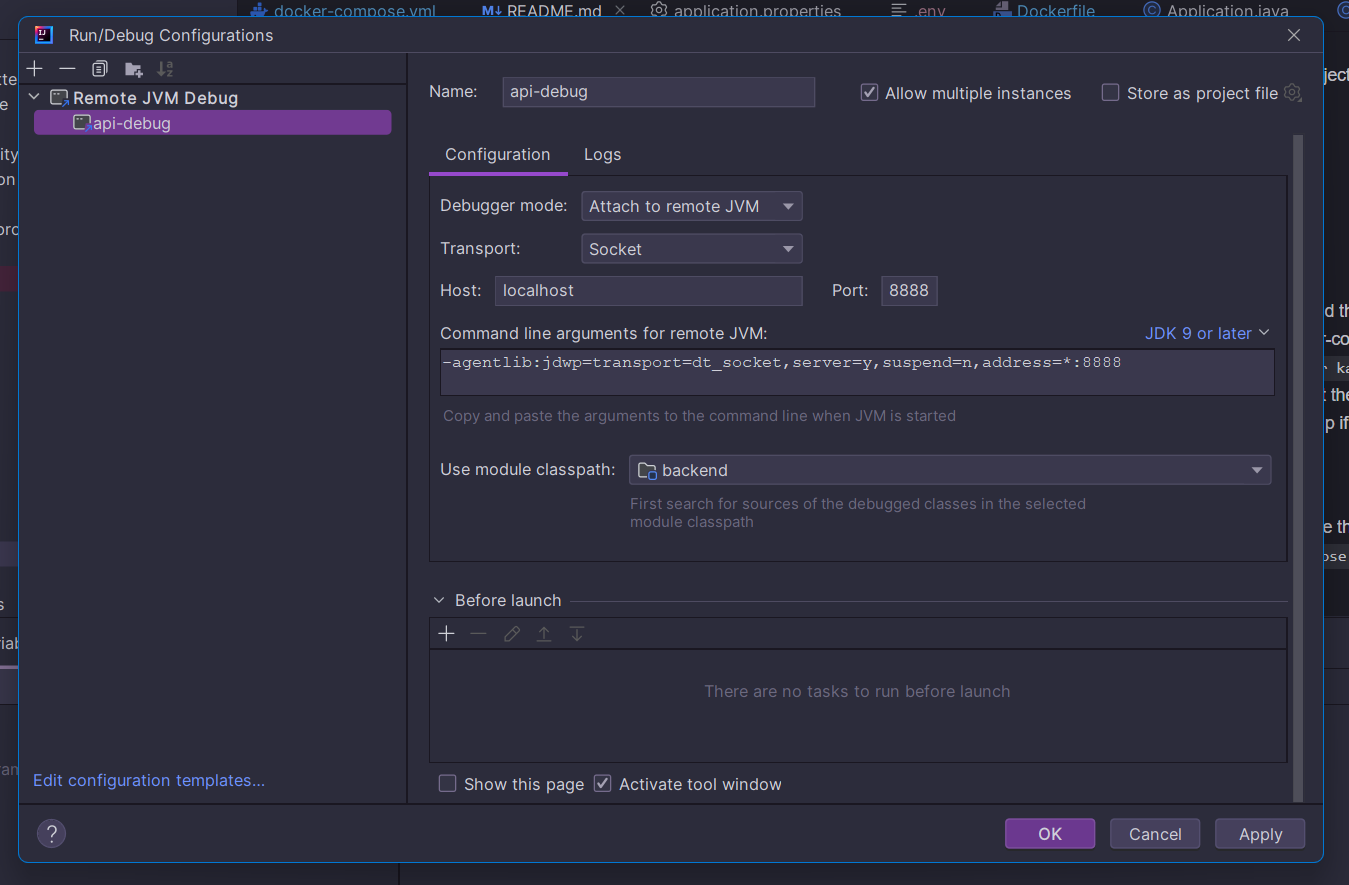 docker-compose.yml README.md application.properties .env Dockerfile Application.java
Run/Debug Configurations
Remote JVM Debug
api-debug
Edit configuration templates...
Name: api-debug Allow multiple instances Store as project file
Configuration Logs
Debugger mode: Attach to remote JVM
Transport: Socket
Host: localhost Port: 8888
Command line arguments for remote JVM: JDK 9 or later
-agentlib:jdwp=transport=dt_socket,server=y,suspend=n,address=*:8888
Copy and paste the arguments to the command line when JVM is started
Use module classpath: backend
First search for sources of the debugged classes in the selected
module classpath
Before launch
There are no tasks to run before launch
Show this page Activate tool window
? OK Cancel Apply